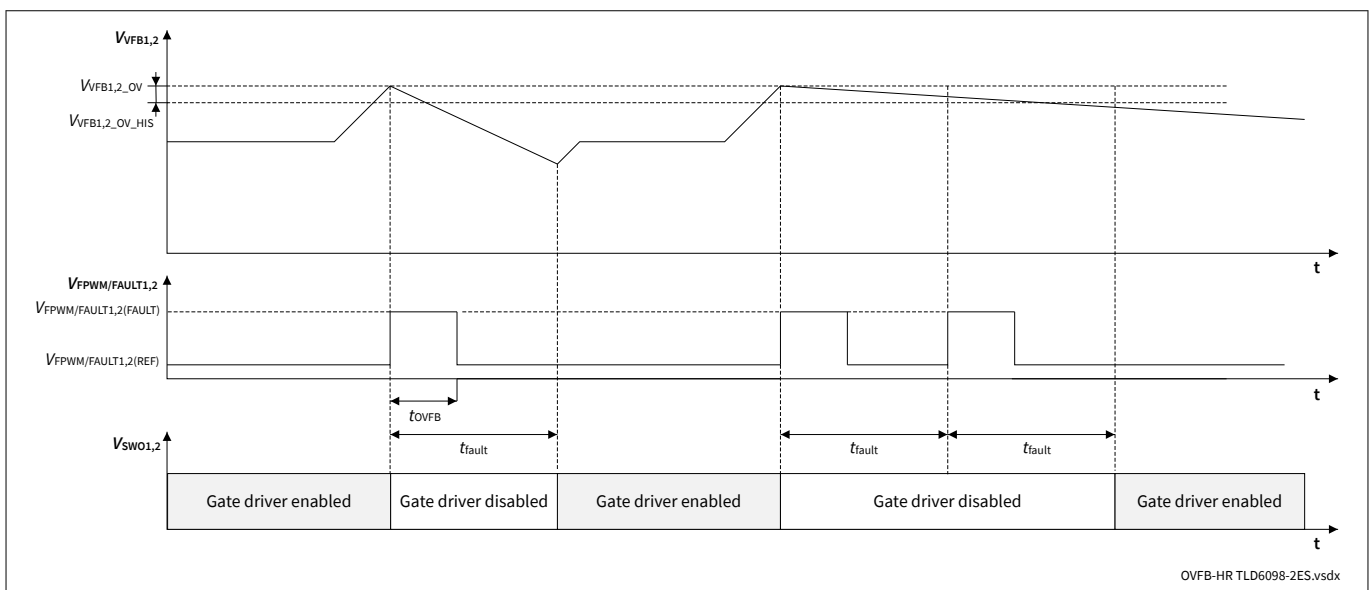 VVFB1,2
VVFB1,2_OV
VVFB1,2_OV_HIS
t
VFPWM/FAULT1,2
VFPWM/FAULT1,2(FAULT)
VFPWM/FAULT1,2(REF)
t
tOVFB
VSWO1,2
tfault
tfault
tfault
Gate driver enabled
Gate driver disabled
Gate driver enabled
Gate driver disabled
Gate driver enabled
t
OVFB-HR TLD6098-2ES.vsdx